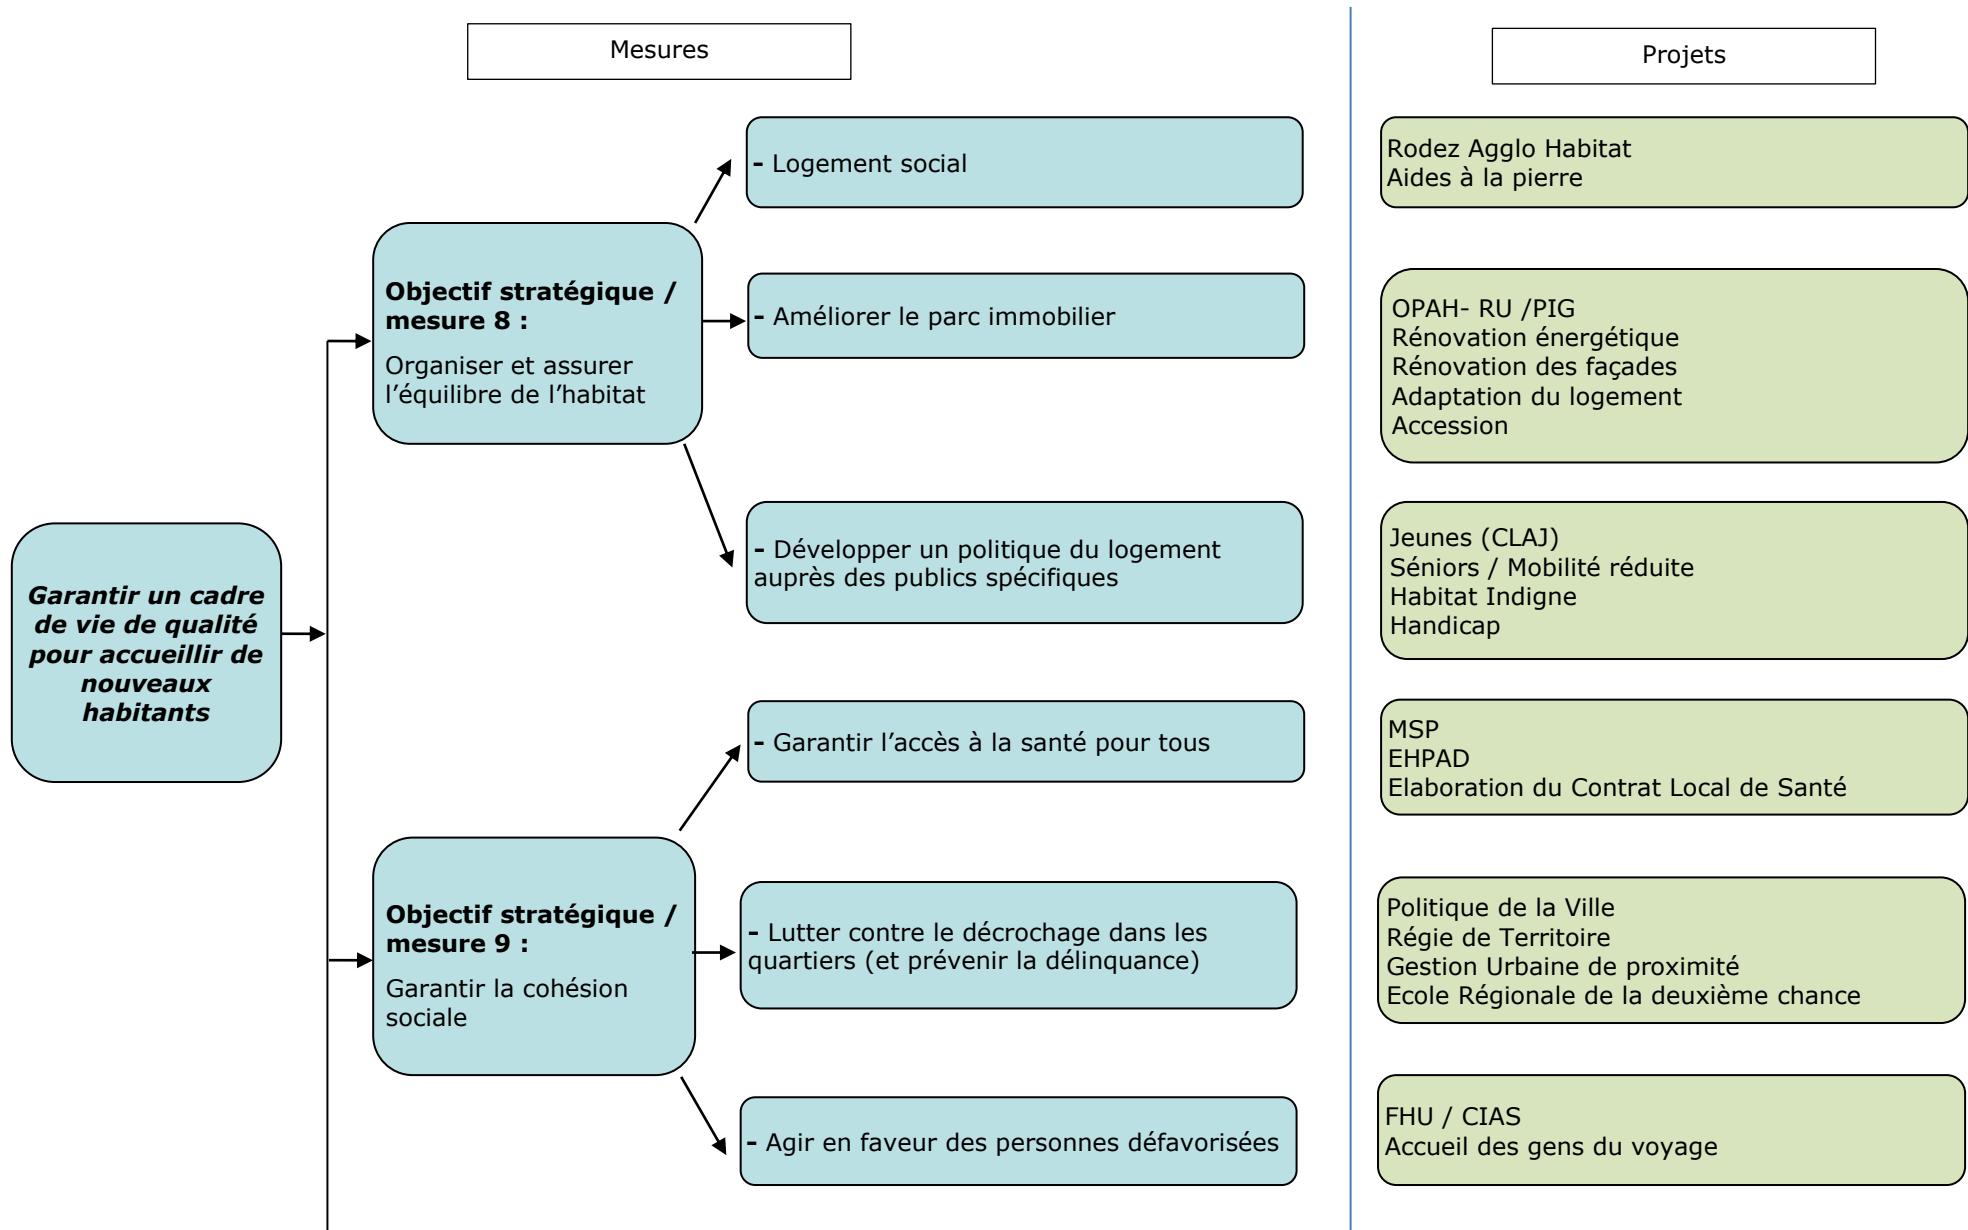 Mesures
Projets
Garantir un cadre
de vie de qualité
pour accueillir de
nouveaux
habitants
Objectif stratégique /
mesure 8 :
Organiser et assurer
l’équilibre de l’habitat
- Logement social
Rodez Agglo Habitat
Aides à la pierre
- Améliorer le parc immobilier
OPAH- RU /PIG
Rénovation énergétique
Rénovation des façades
Adaptation du logement
Accession
- Développer un politique du logement
auprès des publics spécifiques
Jeunes (CLAJ)
Séniors / Mobilité réduite
Habitat Indigne
Handicap
Objectif stratégique /
mesure 9 :
Garantir la cohésion
sociale
- Garantir l’accès à la santé pour tous
MSP
EHPAD
Elaboration du Contrat Local de Santé
- Lutter contre le décrochage dans les
quartiers (et prévenir la délinquance)
Politique de la Ville
Régie de Territoire
Gestion Urbaine de proximité
Ecole Régionale de la deuxième chance
- Agir en faveur des personnes défavorisées
FHU / CIAS
Accueil des gens du voyage